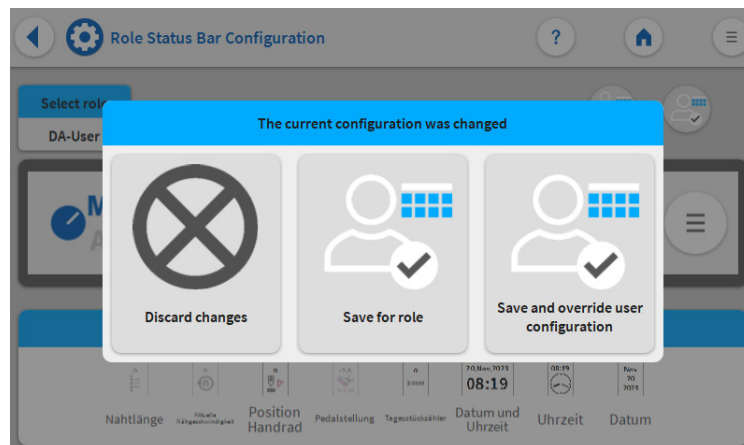 Role Status Bar Configuration
?
Select role
DA-User
The current configuration was changed
M
A
Discard changes
Save for role
Save and override user
configuration
20.Nov.2023
08:19
08:19
Nov
20
2023
Nahtlänge
Aktuelle
Nähgeschwindigkeit
Position
Handrad
Pedalstellung
Tagesstückzähler
Datum und
Uhrzeit
Uhrzeit
Datum